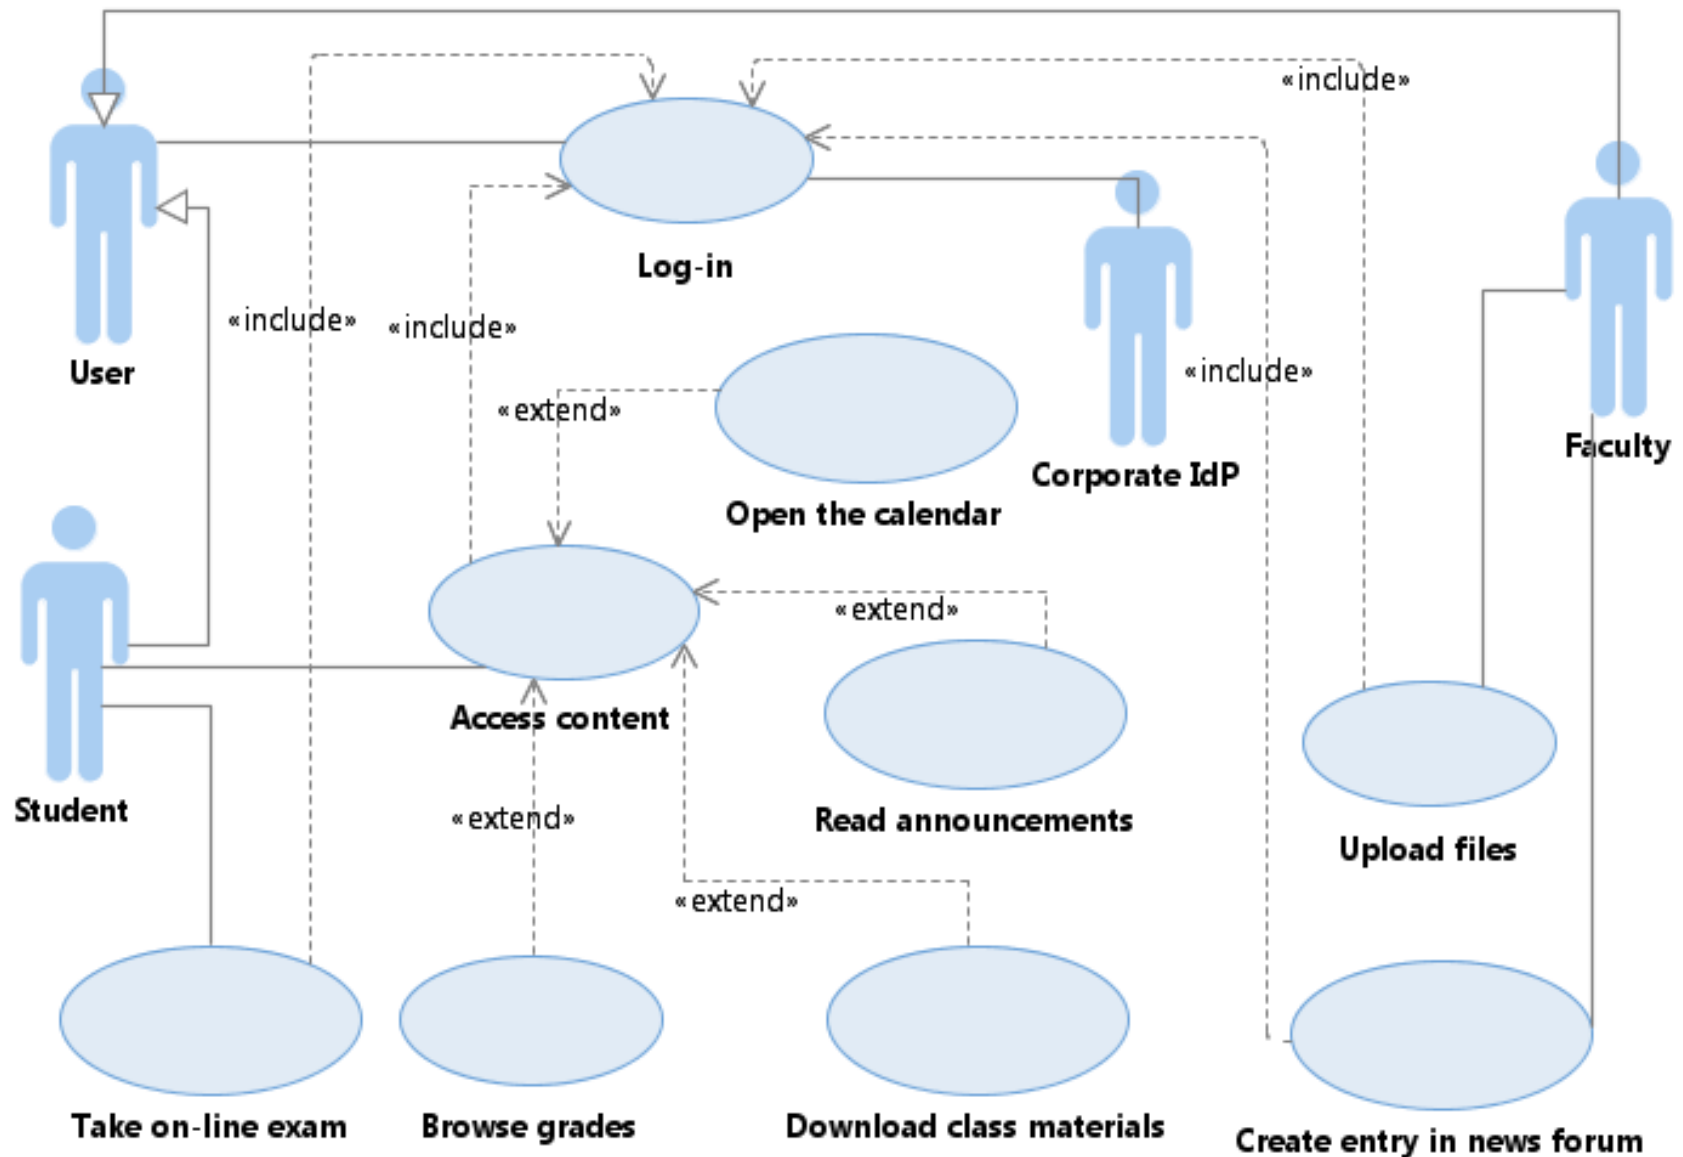 «include»
Log-in
«include»
«include»
User
«include»
«extend»
Faculty
Corporate IdP
Open the calendar
«extend»
Access content
Student
«extend»
Read announcements
Upload files
«extend»
Take on-line exam
Browse grades
Download class materials
Create entry in news forum